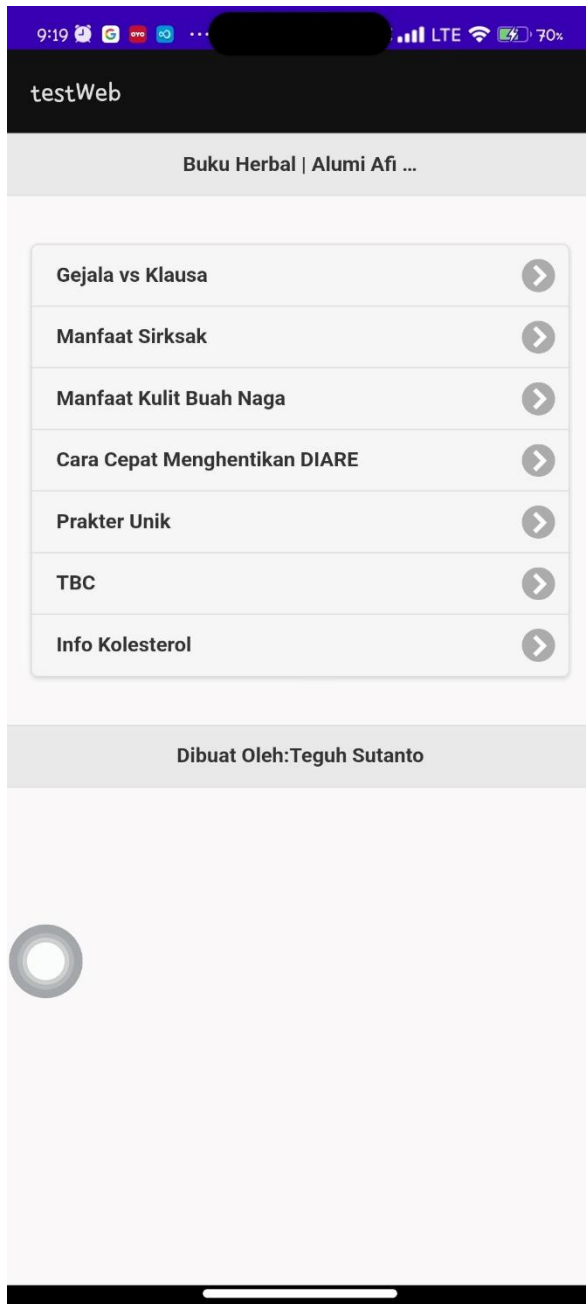 9:19 ... LTE 70%
testWeb
Buku Herbal | Alumi Afi ...
Gejala vs Klausa
Manfaat Sirksak
Manfaat Kulit Buah Naga
Cara Cepat Menghentikan DIARE
Prakter Unik
TBC
Info Kolesterol
Dibuat Oleh:Teguh Sutanto